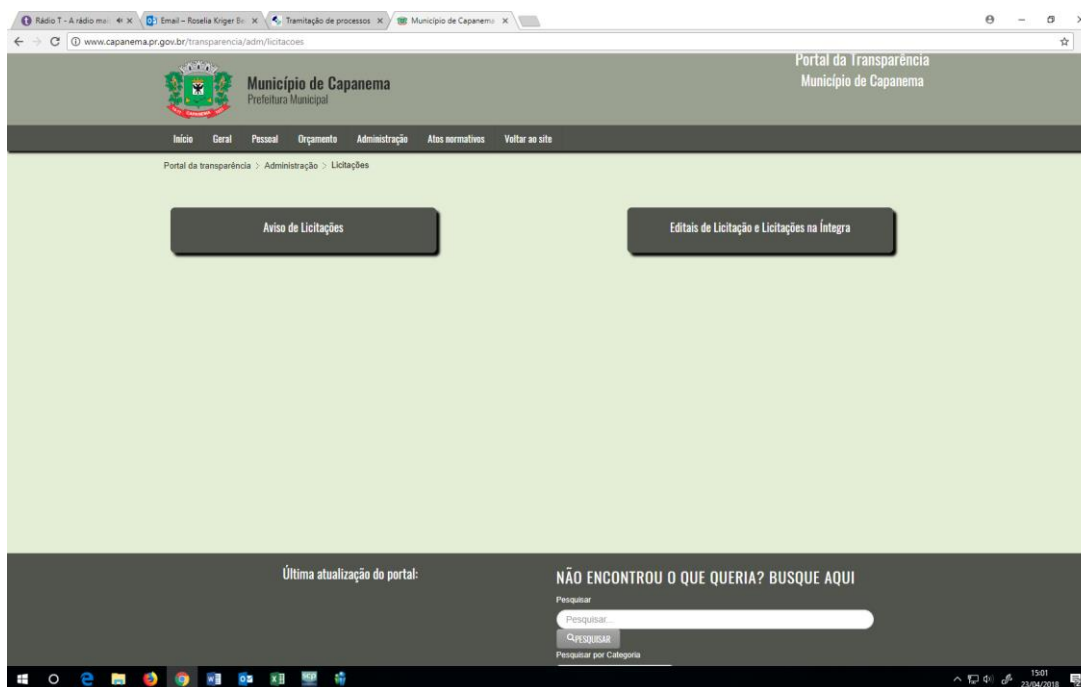 Rádio T - A rádio mai
Email – Roselia Kriger Be
Tramitação de processos
Município de Capanema
www.capanema.pr.gov.br/transparencia/adm/licitacoes
Portal da Transparência
Município de Capanema
Município de Capanema
Prefeitura Municipal
Início Geral Pessoal Orçamento Administração Atos normativos Voltar ao site
Portal da transparência > Administração > Licitações
Aviso de Licitações
Editais de Licitação e Licitações na Íntegra
Última atualização do portal:
NÃO ENCONTROU O QUE QUERIA? BUSQUE AQUI
Pesquisar
Pesquisar...
PESQUISAR
Pesquisar por Categoria
15:01
23/04/2018